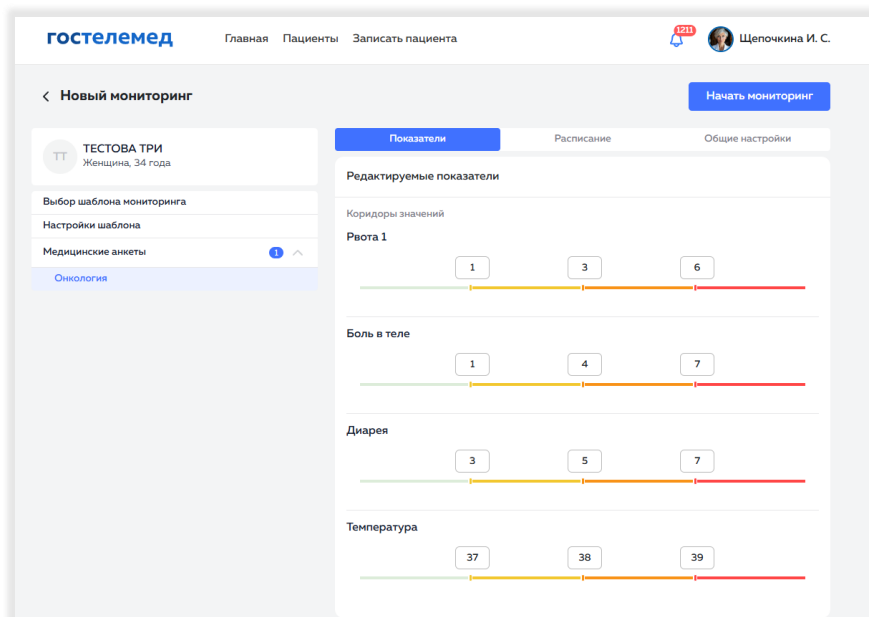 гостелемед Главная Пациенты Записать пациента 1211 Щепочкина И. С.
Новый мониторинг Начать мониторинг
ТТ ТЕСТОВА ТРИ
Женщина, 34 года
Выбор шаблона мониторинга
Настройки шаблона
Медицинские анкеты 1
Онкология
Показатели Расписание Общие настройки
Редактируемые показатели
Коридоры значений
Рвота 1
1 3 6
Боль в теле
1 4 7
Диарея
3 5 7
Температура
37 38 39